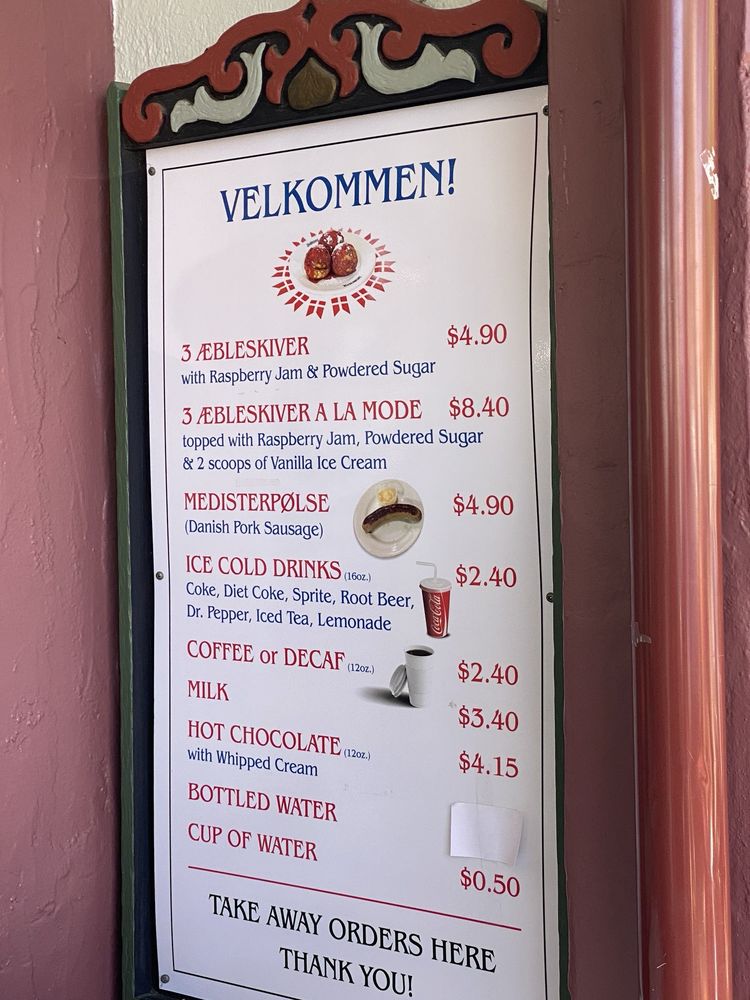 VELKOMMEN!
3 ÆBLESKIVER $4.90
with Raspberry Jam & Powdered Sugar
3 ÆBLESKIVER A LA MODE $8.40
topped with Raspberry Jam, Powdered Sugar
& 2 scoops of Vanilla Ice Cream
MEDISTERPØLSE $4.90
(Danish Pork Sausage)
ICE COLD DRINKS (16oz.) $2.40
Coke, Diet Coke, Sprite, Root Beer,
Dr. Pepper, Iced Tea, Lemonade
Coca-Cola
COFFEE or DECAF (12oz.) $2.40
MILK $3.40
HOT CHOCOLATE (12oz.) $4.15
with Whipped Cream
BOTTLED WATER
CUP OF WATER $0.50
TAKE AWAY ORDERS HERE
THANK YOU!